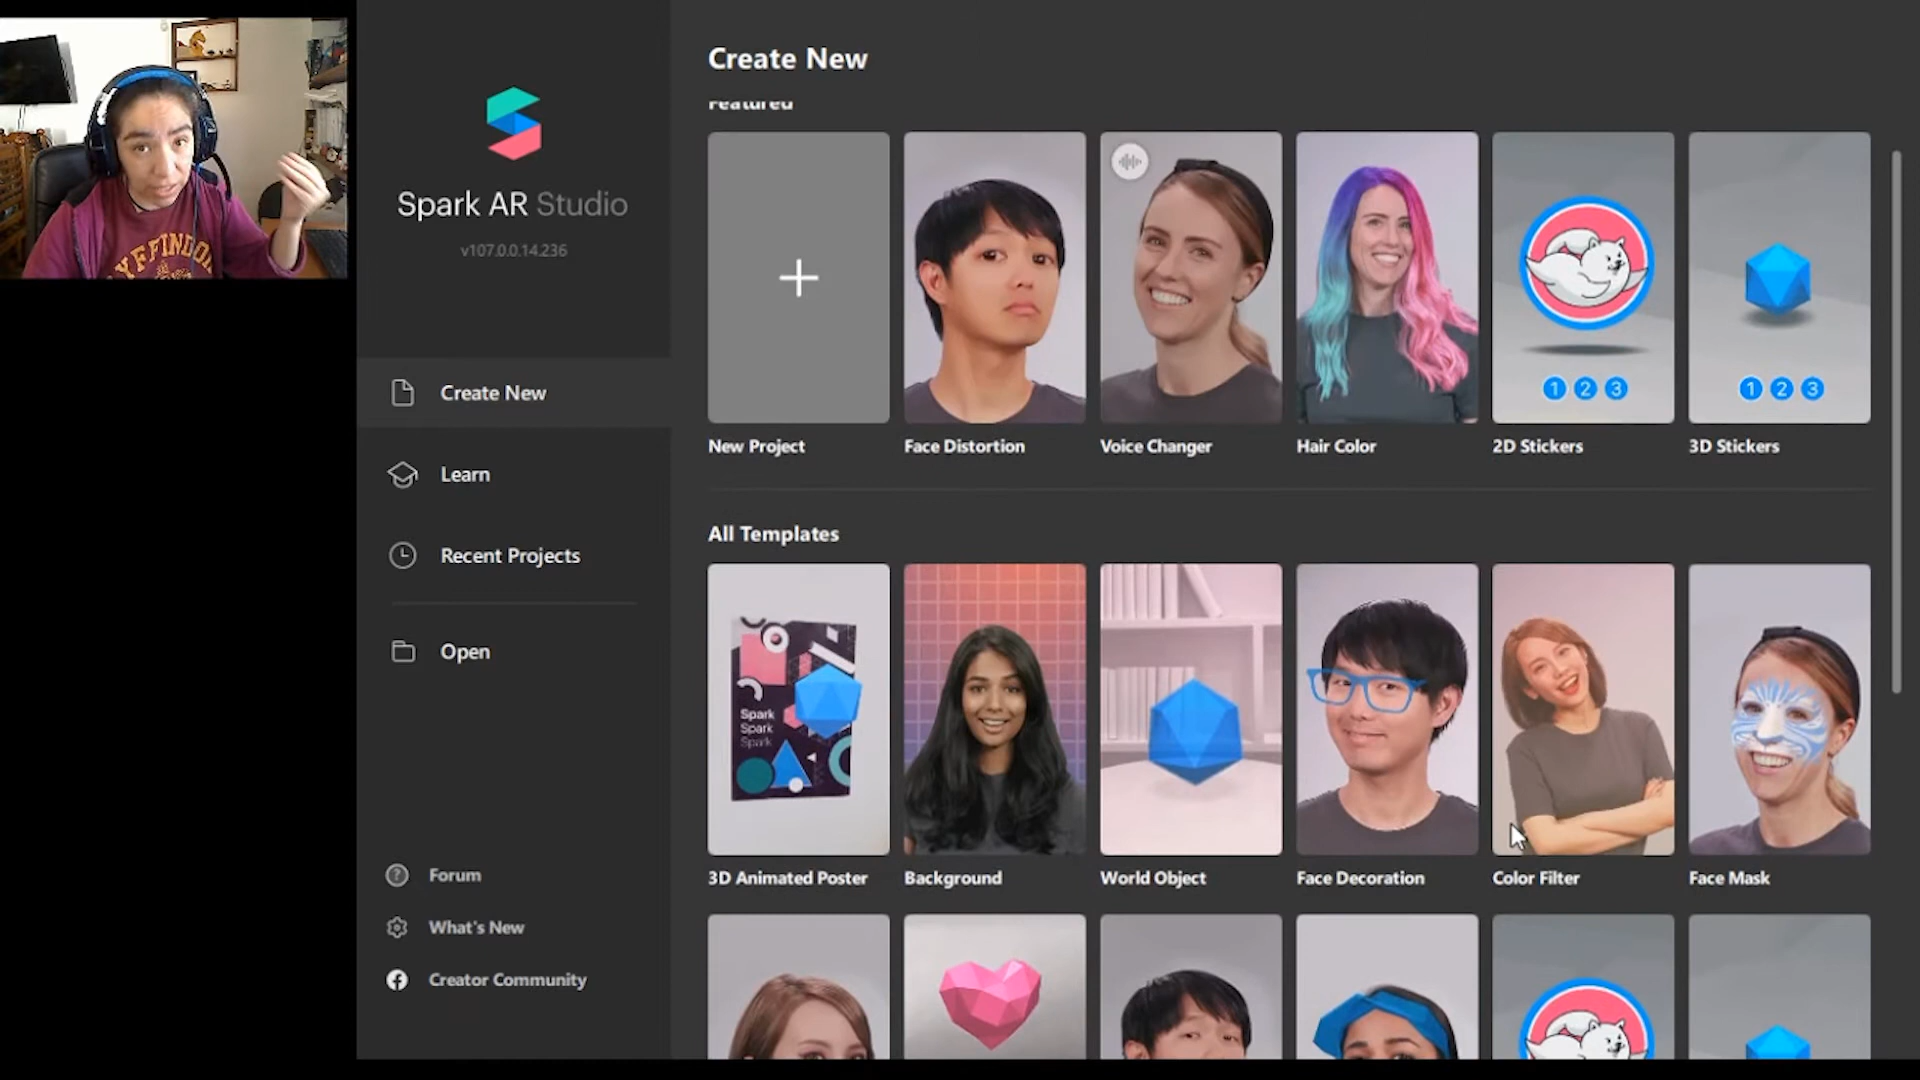 GRYFFINDOR
Spark AR Studio
v107.0.0.14.236
Create New
Learn
Recent Projects
Open
Forum
What's New
Creator Community
Create New
Featured
New Project
Face Distortion
Voice Changer
Hair Color
1 2 3
2D Stickers
1 2 3
3D Stickers
All Templates
Spark
Spark
Spark
3D Animated Poster
Background
World Object
Face Decoration
Color Filter
Face Mask